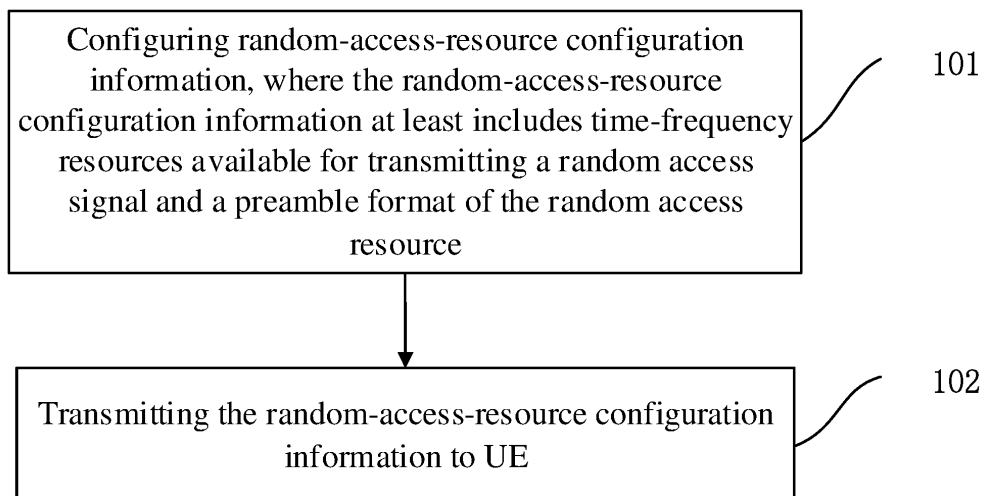 Configuring random-access-resource configuration
information, where the random-access-resource
configuration information at least includes time-frequency
resources available for transmitting a random access
signal and a preamble format of the random access
resource
101
Transmitting the random-access-resource configuration
information to UE
102